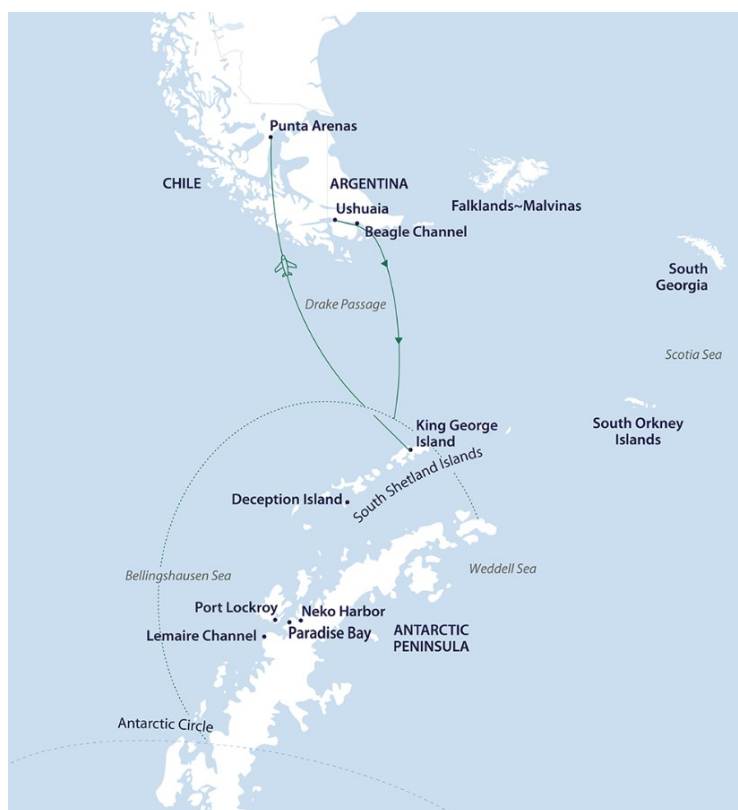 Punta Arenas
CHILE
ARGENTINA
Ushuaia
Beagle Channel
Falklands~Malvinas
South
Georgia
Drake Passage
Scotia Sea
King George
Island
South Orkney
Islands
South Shetland Islands
Deception Island
Weddell Sea
Bellingshausen Sea
Port Lockroy
Neko Harbor
Lemaire Channel
Paradise Bay
ANTARCTIC
PENINSULA
Antarctic Circle